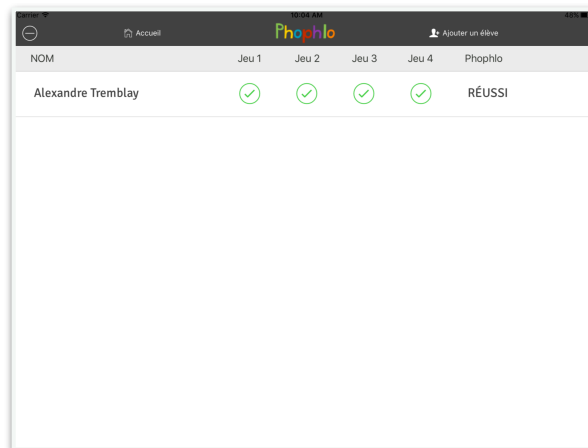 Carrier 10:04 AM 48%
Accueil Phophlo Ajouter un élève
NOM Jeu 1 Jeu 2 Jeu 3 Jeu 4 Phophlo
Alexandre Tremblay RÉUSSI